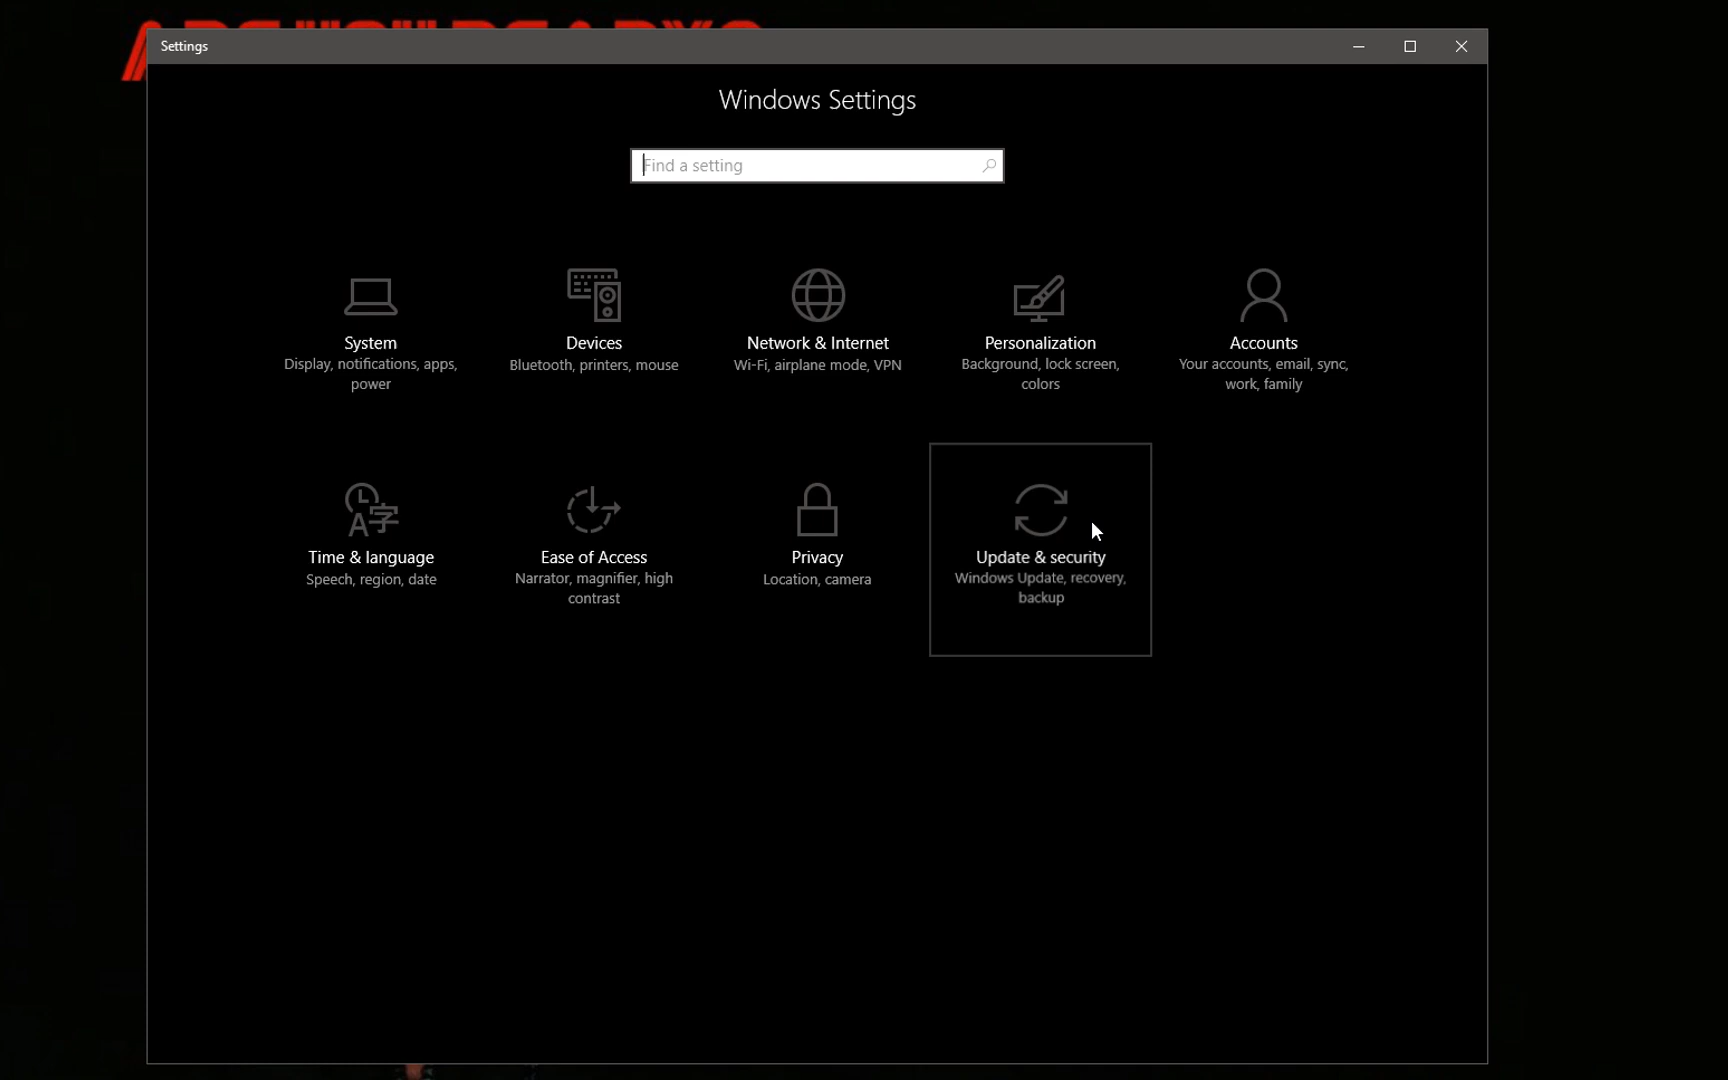 Settings
Windows Settings
Find a setting
System
Display, notifications, apps,
power
Devices
Bluetooth, printers, mouse
Network & Internet
Wi-Fi, airplane mode, VPN
Personalization
Background, lock screen,
colors
Accounts
Your accounts, email, sync,
work, family
Time & language
Speech, region, date
Ease of Access
Narrator, magnifier, high
contrast
Privacy
Location, camera
Update & security
Windows Update, recovery,
backup